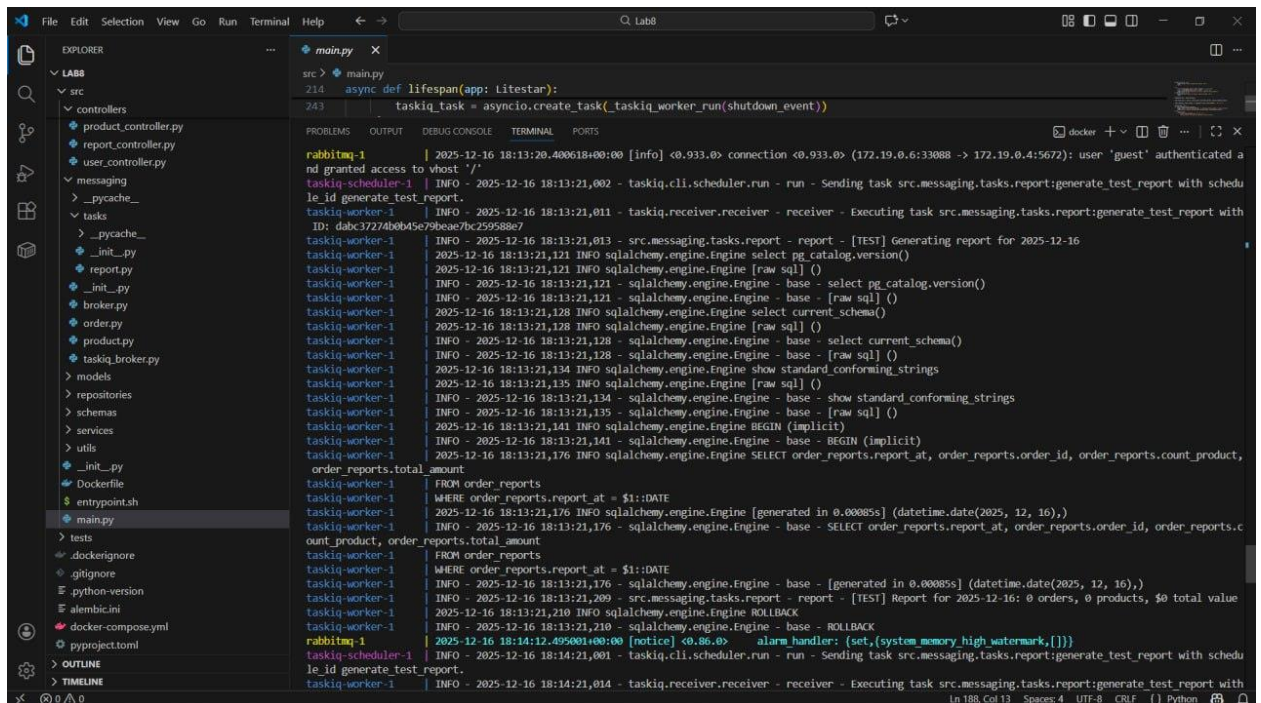 File Edit Selection View Go Run Terminal Help
Lab8
EXPLORER
LAB8
src
controllers
product_controller.py
report_controller.py
user_controller.py
messaging
__pycache__
tasks
__pycache__
__init__.py
report.py
__init__.py
broker.py
order.py
product.py
taskiq_broker.py
models
repositories
schemas
services
utils
__init__.py
Dockerfile
entrypoint.sh
main.py
tests
.dockerignore
.gitignore
.python-version
alembic.ini
docker-compose.yml
pyproject.toml
OUTLINE
TIMELINE
main.py
src > main.py
214 async def lifespan(app: Litestar):
243 taskiq_task = asyncio.create_task(_taskiq_worker_run(shutdown_event))
PROBLEMS OUTPUT DEBUG CONSOLE TERMINAL PORTS
docker
rabbitmq-1 | 2025-12-16 18:13:20.400618+00:00 [info] <0.933.0> connection <0.933.0> (172.19.0.6:33088 -> 172.19.0.4:5672): user 'guest' authenticated a
nd granted access to vhost '/'
taskiq-scheduler-1 | INFO - 2025-12-16 18:13:21,002 - taskiq.cli.scheduler.run - run - Sending task src.messaging.tasks.report:generate_test_report with schedu
le_id generate_test_report.
taskiq-worker-1 | INFO - 2025-12-16 18:13:21,011 - taskiq.receiver.receiver - receiver - Executing task src.messaging.tasks.report:generate_test_report with
ID: dabc37274b0b45e79beae7bc259588e7
taskiq-worker-1 | INFO - 2025-12-16 18:13:21,013 - src.messaging.tasks.report - report - [TEST] Generating report for 2025-12-16
taskiq-worker-1 | 2025-12-16 18:13:21,121 INFO sqlalchemy.engine.Engine select pg_catalog.version()
taskiq-worker-1 | 2025-12-16 18:13:21,121 INFO sqlalchemy.engine.Engine [raw sql] ()
taskiq-worker-1 | INFO - 2025-12-16 18:13:21,121 - sqlalchemy.engine.Engine - base - select pg_catalog.version()
taskiq-worker-1 | INFO - 2025-12-16 18:13:21,121 - sqlalchemy.engine.Engine - base - [raw sql] ()
taskiq-worker-1 | 2025-12-16 18:13:21,128 INFO sqlalchemy.engine.Engine select current_schema()
taskiq-worker-1 | 2025-12-16 18:13:21,128 INFO sqlalchemy.engine.Engine [raw sql] ()
taskiq-worker-1 | INFO - 2025-12-16 18:13:21,128 - sqlalchemy.engine.Engine - base - select current_schema()
taskiq-worker-1 | INFO - 2025-12-16 18:13:21,128 - sqlalchemy.engine.Engine - base - [raw sql] ()
taskiq-worker-1 | 2025-12-16 18:13:21,134 INFO sqlalchemy.engine.Engine show standard_conforming_strings
taskiq-worker-1 | 2025-12-16 18:13:21,135 INFO sqlalchemy.engine.Engine [raw sql] ()
taskiq-worker-1 | INFO - 2025-12-16 18:13:21,134 - sqlalchemy.engine.Engine - base - show standard_conforming_strings
taskiq-worker-1 | INFO - 2025-12-16 18:13:21,135 - sqlalchemy.engine.Engine - base - [raw sql] ()
taskiq-worker-1 | 2025-12-16 18:13:21,141 INFO sqlalchemy.engine.Engine BEGIN (implicit)
taskiq-worker-1 | INFO - 2025-12-16 18:13:21,141 - sqlalchemy.engine.Engine - base - BEGIN (implicit)
taskiq-worker-1 | 2025-12-16 18:13:21,176 INFO sqlalchemy.engine.Engine SELECT order_reports.report_at, order_reports.order_id, order_reports.count_product,
order_reports.total_amount
taskiq-worker-1 | FROM order_reports
taskiq-worker-1 | WHERE order_reports.report_at = $1::DATE
taskiq-worker-1 | 2025-12-16 18:13:21,176 INFO sqlalchemy.engine.Engine [generated in 0.00085s] (datetime.date(2025, 12, 16),)
taskiq-worker-1 | INFO - 2025-12-16 18:13:21,176 - sqlalchemy.engine.Engine - base - SELECT order_reports.report_at, order_reports.order_id, order_reports.c
ount_product, order_reports.total_amount
taskiq-worker-1 | FROM order_reports
taskiq-worker-1 | WHERE order_reports.report_at = $1::DATE
taskiq-worker-1 | INFO - 2025-12-16 18:13:21,176 - sqlalchemy.engine.Engine - base - [generated in 0.00085s] (datetime.date(2025, 12, 16),)
taskiq-worker-1 | INFO - 2025-12-16 18:13:21,209 - src.messaging.tasks.report - report - [TEST] Report for 2025-12-16: 0 orders, 0 products, $0 total value
taskiq-worker-1 | 2025-12-16 18:13:21,210 INFO sqlalchemy.engine.Engine ROLLBACK
taskiq-worker-1 | INFO - 2025-12-16 18:13:21,210 - sqlalchemy.engine.Engine - base - ROLLBACK
rabbitmq-1 | 2025-12-16 18:14:12.495001+00:00 [notice] <0.86.0> alarm_handler: {set,{system_memory_high_watermark,[]}}
taskiq-scheduler-1 | INFO - 2025-12-16 18:14:21,001 - taskiq.cli.scheduler.run - run - Sending task src.messaging.tasks.report:generate_test_report with schedu
le_id generate_test_report.
taskiq-worker-1 | INFO - 2025-12-16 18:14:21,014 - taskiq.receiver.receiver - receiver - Executing task src.messaging.tasks.report:generate_test_report with
0 0 Ln 188, Col 13 Spaces: 4 UTF-8 CRLF {} Python